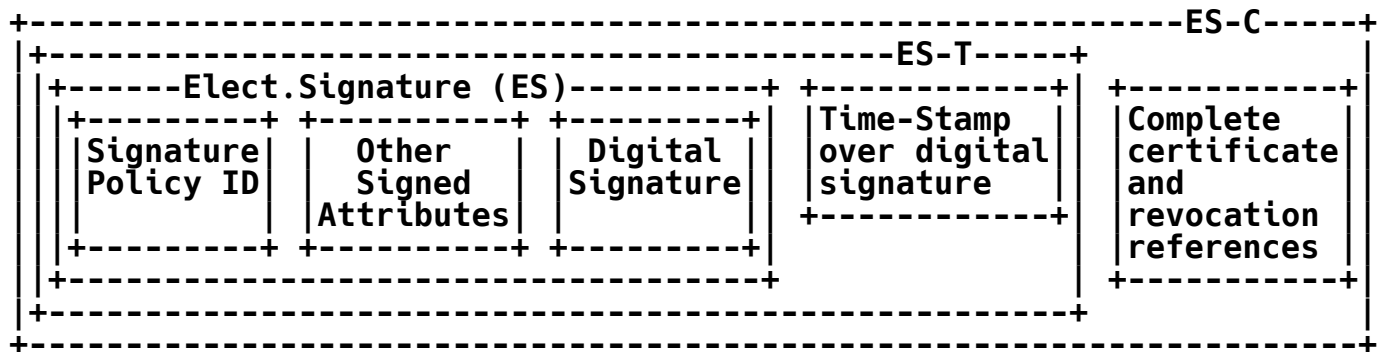 ES-C
ES-T
Elect.Signature (ES)
Time-Stamp Complete
Signature Other Digital over digital certificate
Policy ID Signed Signature signature and
Attributes revocation
references